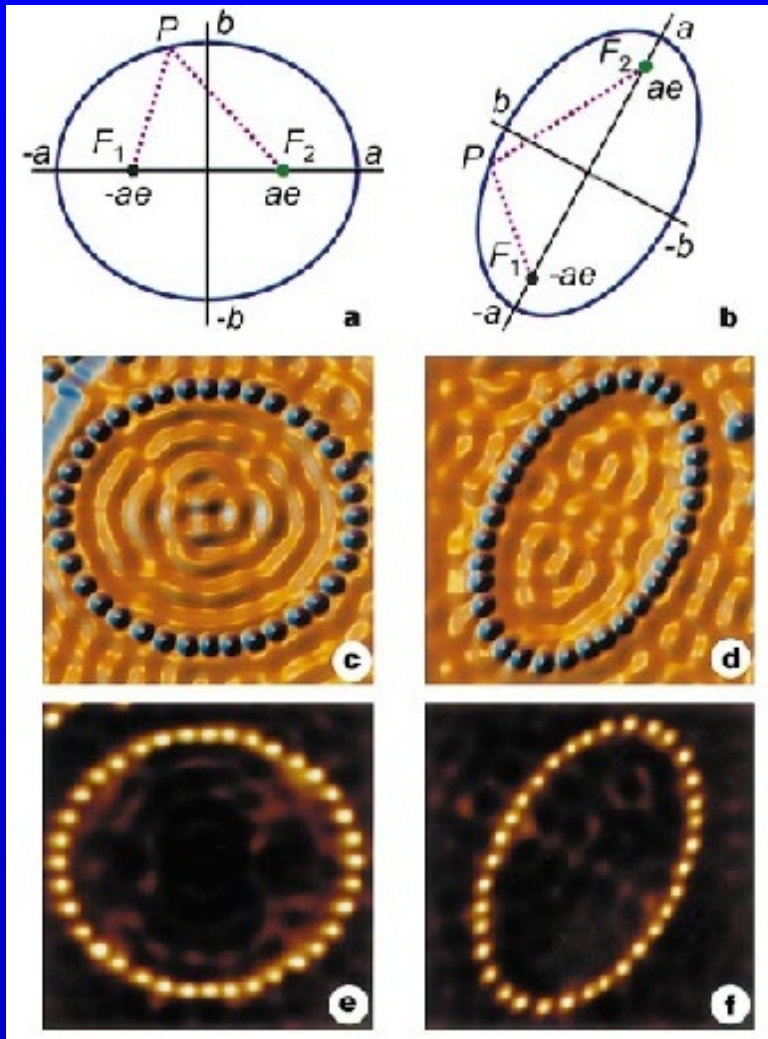 P b
-a F₁ F₂ a
-ae ae
-b a
a
F₂
ae
b
P
-b
F₁ -ae
-a b
c d
e f